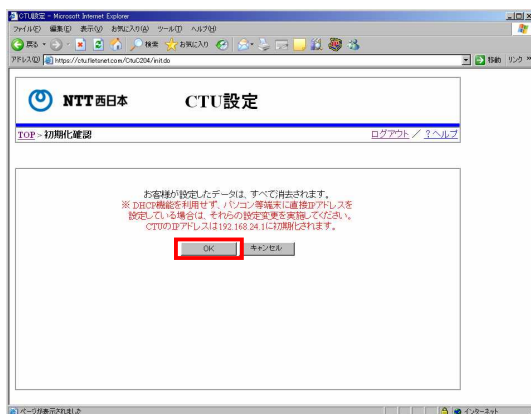 CTU設定 - Microsoft Internet Explorer
ファイル(F) 編集(E) 表示(V) お気に入り(A) ツール(T) ヘルプ(H)
戻る 検索 お気に入り
アドレス(D) https://ctu.fletsnet.com/CtuC204/init.do 移動 リンク »
NTT西日本 CTU設定
TOP > 初期化確認 ログアウト / ?ヘルプ
お客様が設定したデータは、すべて消去されます。
※ DHCP機能を利用せず、パソコン等端末に直接IPアドレスを
設定している場合は、それらの設定変更を実施してください。
CTUのIPアドレスは192.168.24.1に初期化されます。
OK キャンセル
ページが表示されました インターネット